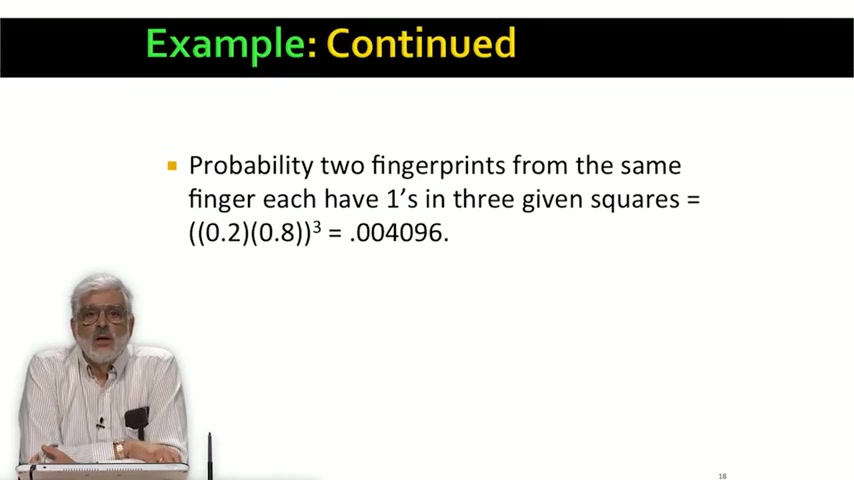 Example: Continued
▪ Probability two fingerprints from the same
finger each have 1's in three given squares =
((0.2)(0.8))³ = .004096.
18